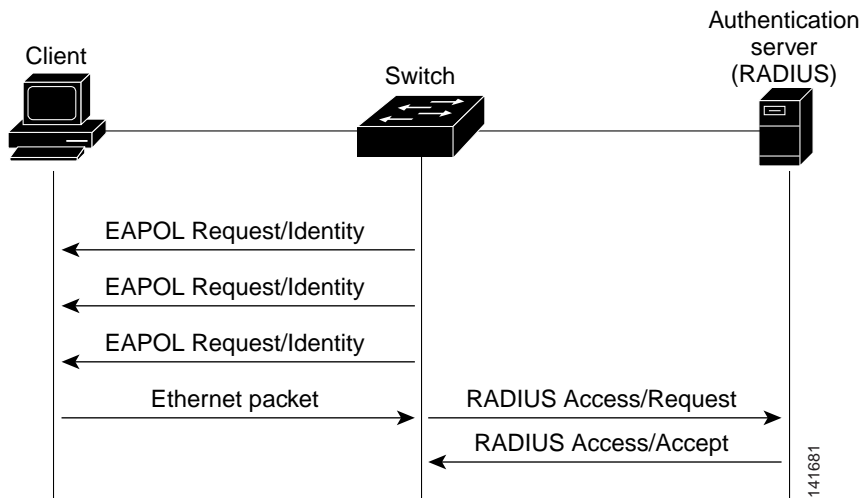 Client
Switch
Authentication
server
(RADIUS)
EAPOL Request/Identity
EAPOL Request/Identity
EAPOL Request/Identity
Ethernet packet
RADIUS Access/Request
RADIUS Access/Accept
141681